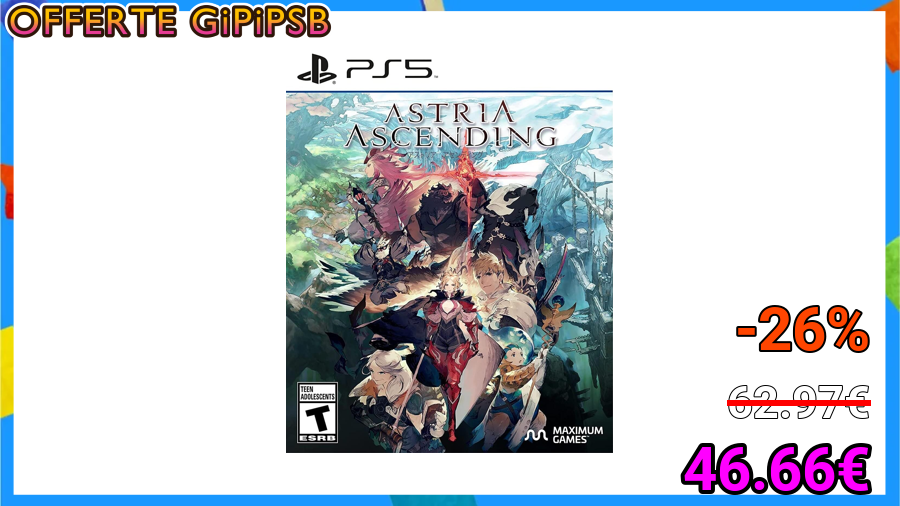 OFFERTE GiPiPSB
PS5
ASTRIA
ASCENDING
-26%
62.97€
46.66€
TEEN
ADOLESCENTS
T
ESRB
MAXIMUM
GAMES